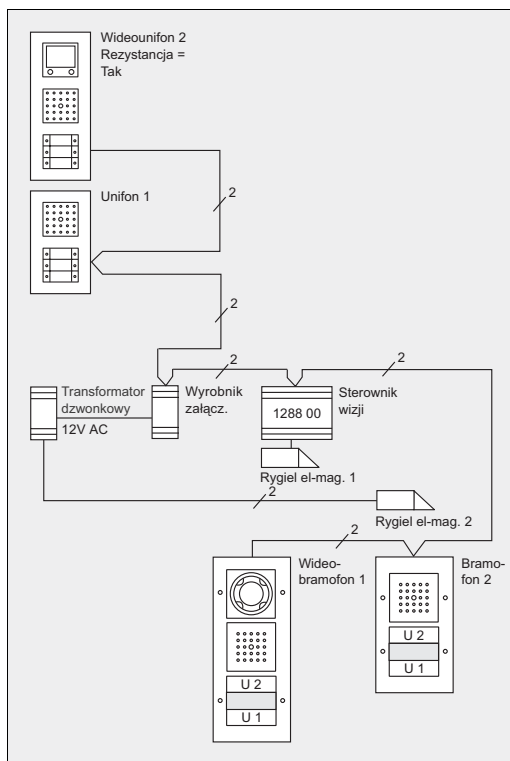 Wideounifon 2
Rezystancja =
Tak
2
Unifon 1
2
2
2
Transformator
dzwonkowy
12V AC
Wyrobnik
załącz.
1288 00
Sterownik
wizji
Rygiel el-mag. 1
2
Rygiel el-mag. 2
2
Wideo-
bramofon 1
Bramo-
fon 2
U 2
U 1
U 2
U 1